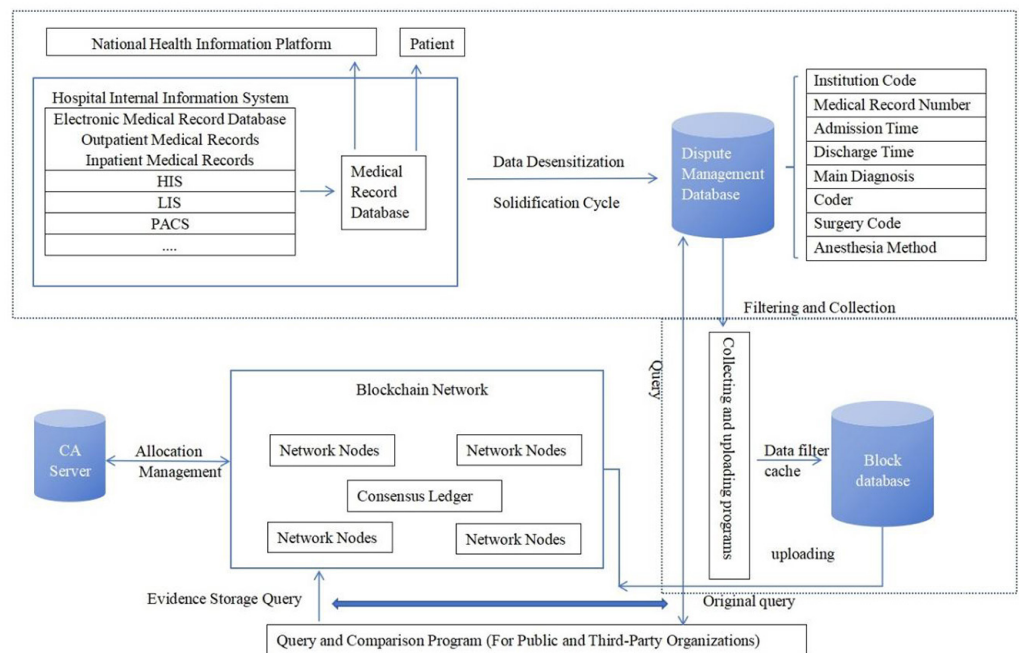 National Health Information Platform
Patient
Hospital Internal Information System
Electronic Medical Record Database
Outpatient Medical Records
Inpatient Medical Records
HIS
LIS
PACS
....
Medical
Record
Database
Data Desensitization
Solidification Cycle
Dispute
Management
Database
Institution Code
Medical Record Number
Admission Time
Discharge Time
Main Diagnosis
Coder
Surgery Code
Anesthesia Method
Filtering and Collection
Query
Collecting and uploading programs
Data filter
cache
Block
database
uploading
Blockchain Network
Network Nodes
Network Nodes
Consensus Ledger
Network Nodes
Network Nodes
CA
Server
Allocation
Management
Evidence Storage Query
Original query
Query and Comparison Program (For Public and Third-Party Organizations)